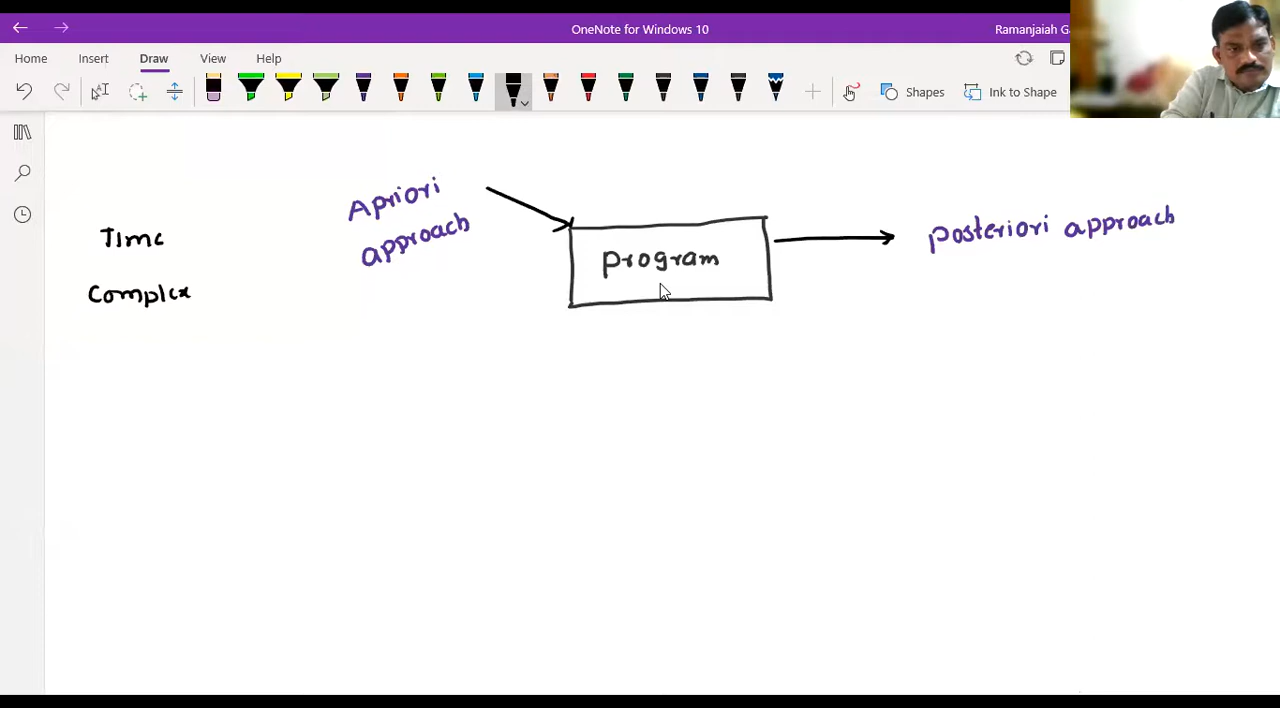 OneNote for Windows 10
Ramanjaiah G
Home Insert Draw View Help
Shapes Ink to Shape
Apriori
approach
Time
Complex
program
posteriori approach